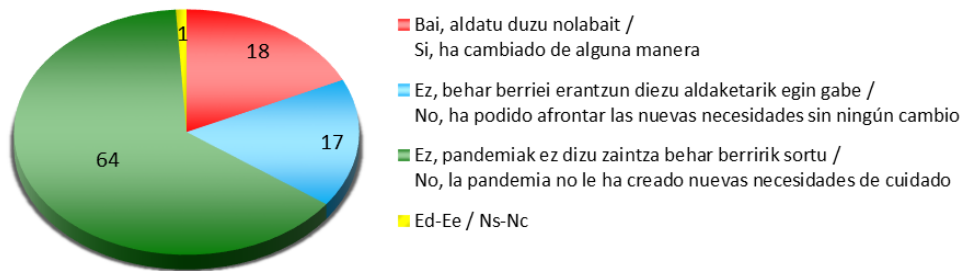 1
18
17
64
Bai, aldatu duzu nolabait /
Si, ha cambiado de alguna manera
Ez, behar berriei erantzun diezu aldaketarik egin gabe /
No, ha podido afrontar las nuevas necesidades sin ningún cambio
Ez, pandemiak ez dizu zaintza behar berririk sortu /
No, la pandemia no le ha creado nuevas necesidades de cuidado
Ed-Ee / Ns-Nc